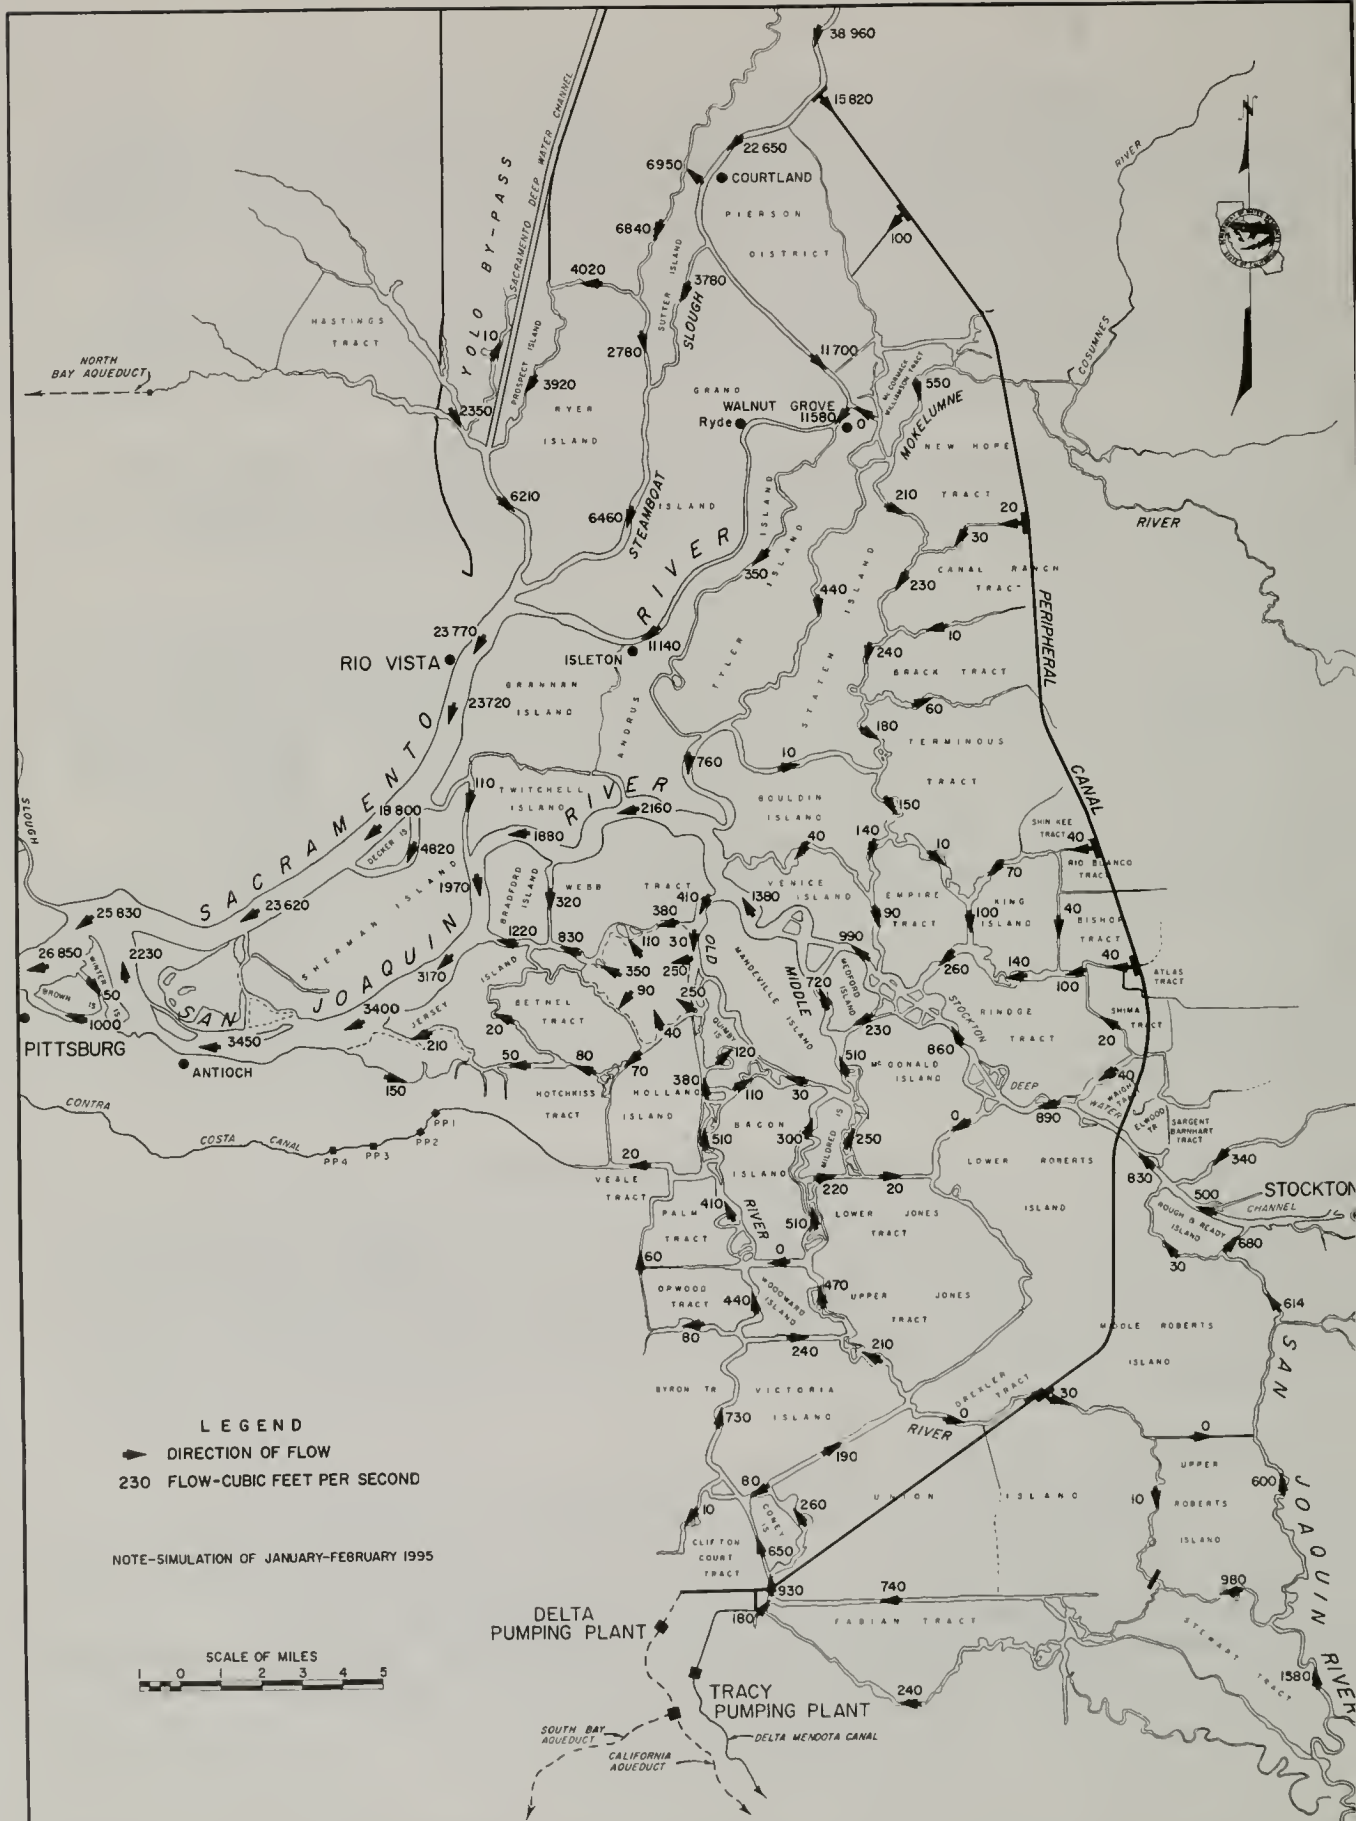 38 960
15 820
22 650
6950
COURTLAND
PIERSON
DISTRICT
100
N
RIVER
COSUMNES
YOLO BY-PASS
SACRAMENTO DEEP WATER CHANNEL
6840
4020
SUTTER ISLAND
3780
SLOUGH
HASTINGS
TRACT
10
PROSPECT ISLAND
2780
11 700
McCORMACK
WILLIAMSON TRACT
550
NORTH
BAY AQUEDUCT
3920
2350
RYER
ISLAND
GRAND
ISLAND
WALNUT GROVE
Ryde
11580
0
MOKELUMNE
NEW HOPE
TRACT
6210
6460
STEAMBOAT
210
20
30
RIVER
RIVER
ISLAND
ISLAND
350
440
CANAL RANCH
TRACT
230
10
PERIPHERAL
23 770
RIO VISTA
ISLETON
11140
TYLER
STATEN
ISLAND
240
BRACK TRACT
60
GRANNAN
ISLAND
ANDRUS
23720
180
TERMINOUS
TRACT
760
10
CANAL
110
TWITCHELL
ISLAND
RIVER
2160
BOULDIN
ISLAND
150
SHIN KEE
TRACT
40
RIO BLANCO
TRACT
SLOUGH
18 800
SACRAMENTO
DECKER IS
4820
1880
40
140
10
70
1970
BRADFORD
ISLAND
WEBB
TRACT
320
VENICE
ISLAND
EMPIRE
TRACT
KING
ISLAND
BISHOP
TRACT
40
23 620
SHERMAN ISLAND
410
380
1380
90
100
25 830
1220
830
110
30
OLD
990
26 850
2230
WINTER
IS
BROWN
IS
50
1000
3170
350
250
250
MANDEVILLE
ISLAND
MIDDLE
MEDFORD
ISLAND
260
140
100
40
ATLAS
TRACT
SAN
JOAQUIN
JERSEY
ISLAND
BETHEL
TRACT
90
720
STOCKTON
RINDGE
TRACT
SHIMA
TRACT
3400
3450
20
40
QUIMBY
IS
230
860
20
PITTSBURG
ANTIOCH
210
150
50
80
70
120
510
McDONALD
ISLAND
DEEP
WATER
40
380
110
30
HOTCHKISS
TRACT
HOLLAND
ISLAND
BACON
ISLAND
MILDRED
IS
0
890
ELMWOOD
TR
SARGENT
BARNHART
TRACT
CONTRA
COSTA CANAL
PP1
PP2
PP3
PP4
510
300
250
LOWER ROBERTS
ISLAND
340
20
VEALE
TRACT
220
20
830
500
STOCKTON
CHANNEL
PALM
TRACT
410
RIVER
510
LOWER JONES
TRACT
ROUGH & READY
ISLAND
680
30
60
0
ORWOOD
TRACT
440
WOODWARD
ISLAND
470
UPPER JONES
TRACT
614
80
240
210
MIDDLE ROBERTS
ISLAND
SAN
BYRON TR
VICTORIA
ISLAND
DREXLER
TRACT
730
0
RIVER
30
0
LEGEND
DIRECTION OF FLOW
230 FLOW-CUBIC FEET PER SECOND
190
80
UPPER
ROBERTS
ISLAND
600
JOAQUIN
RIVER
10
CONEY
IS
260
UNION ISLAND
10
CLIFTON
COURT
TRACT
650
NOTE-SIMULATION OF JANUARY-FEBRUARY 1995
930
740
980
DELTA
PUMPING PLANT
180
FABIAN TRACT
STEWART
TRACT
SCALE OF MILES
1 0 1 2 3 4 5
1580
TRACY
PUMPING PLANT
240
SOUTH BAY
AQUEDUCT
CALIFORNIA
AQUEDUCT
DELTA MENDOTA CANAL